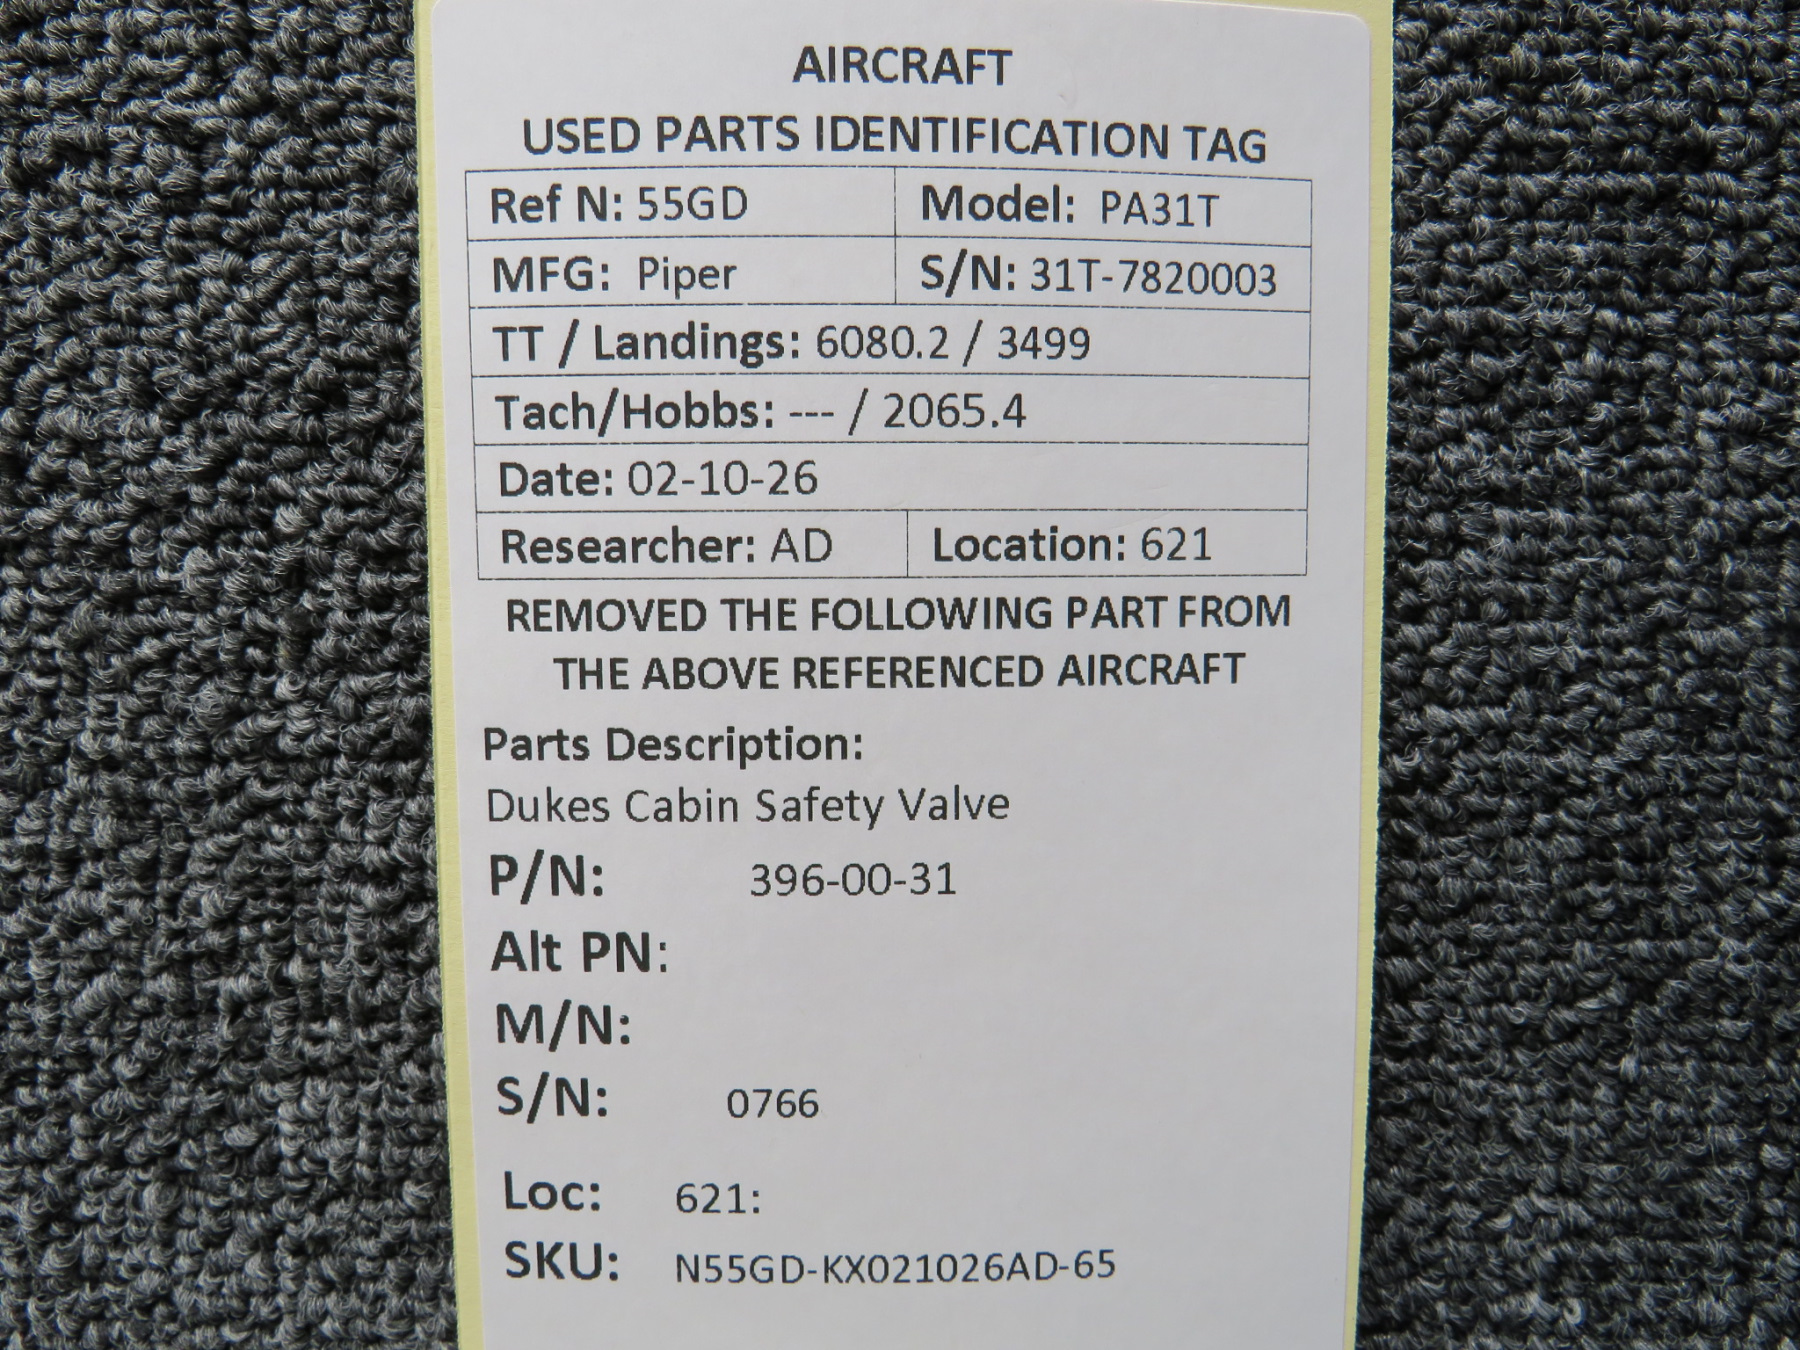 AIRCRAFT
USED PARTS IDENTIFICATION TAG
Ref N: 55GD Model: PA31T
MFG: Piper S/N: 31T-7820003
TT / Landings: 6080.2 / 3499
Tach/Hobbs: --- / 2065.4
Date: 02-10-26
Researcher: AD Location: 621
REMOVED THE FOLLOWING PART FROM
THE ABOVE REFERENCED AIRCRAFT
Parts Description:
Dukes Cabin Safety Valve
P/N: 396-00-31
Alt PN:
M/N:
S/N: 0766
Loc: 621:
SKU: N55GD-KX021026AD-65